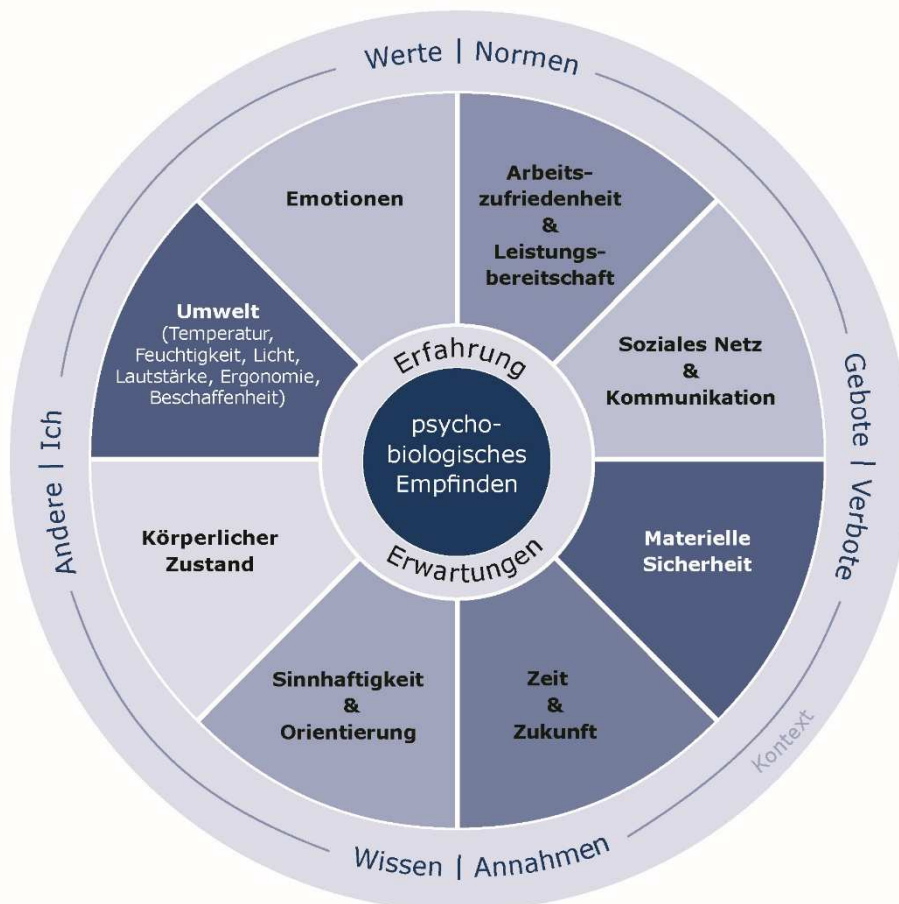 Werte | Normen
Emotionen
Arbeits-
zufriedenheit
&
Leistungs-
bereitschaft
Umwelt
(Temperatur,
Feuchtigkeit, Licht,
Lautstärke, Ergonomie,
Beschaffenheit)
Soziales Netz
&
Kommunikation
Erfahrung
psycho-
biologisches
Empfinden
Erwartungen
Andere | Ich
Gebote | Verbote
Körperlicher
Zustand
Materielle
Sicherheit
Sinnhaftigkeit
&
Orientierung
Zeit
&
Zukunft
Kontext
Wissen | Annahmen